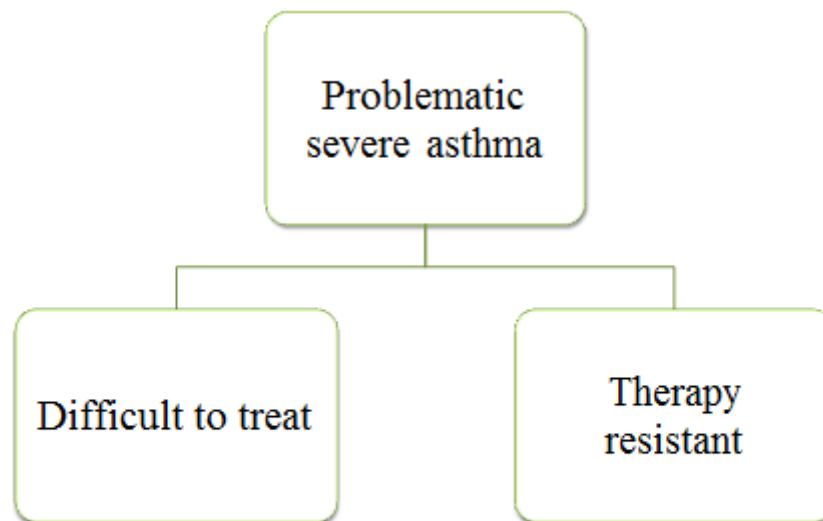 Problematic
severe asthma
Difficult to treat
Therapy
resistant